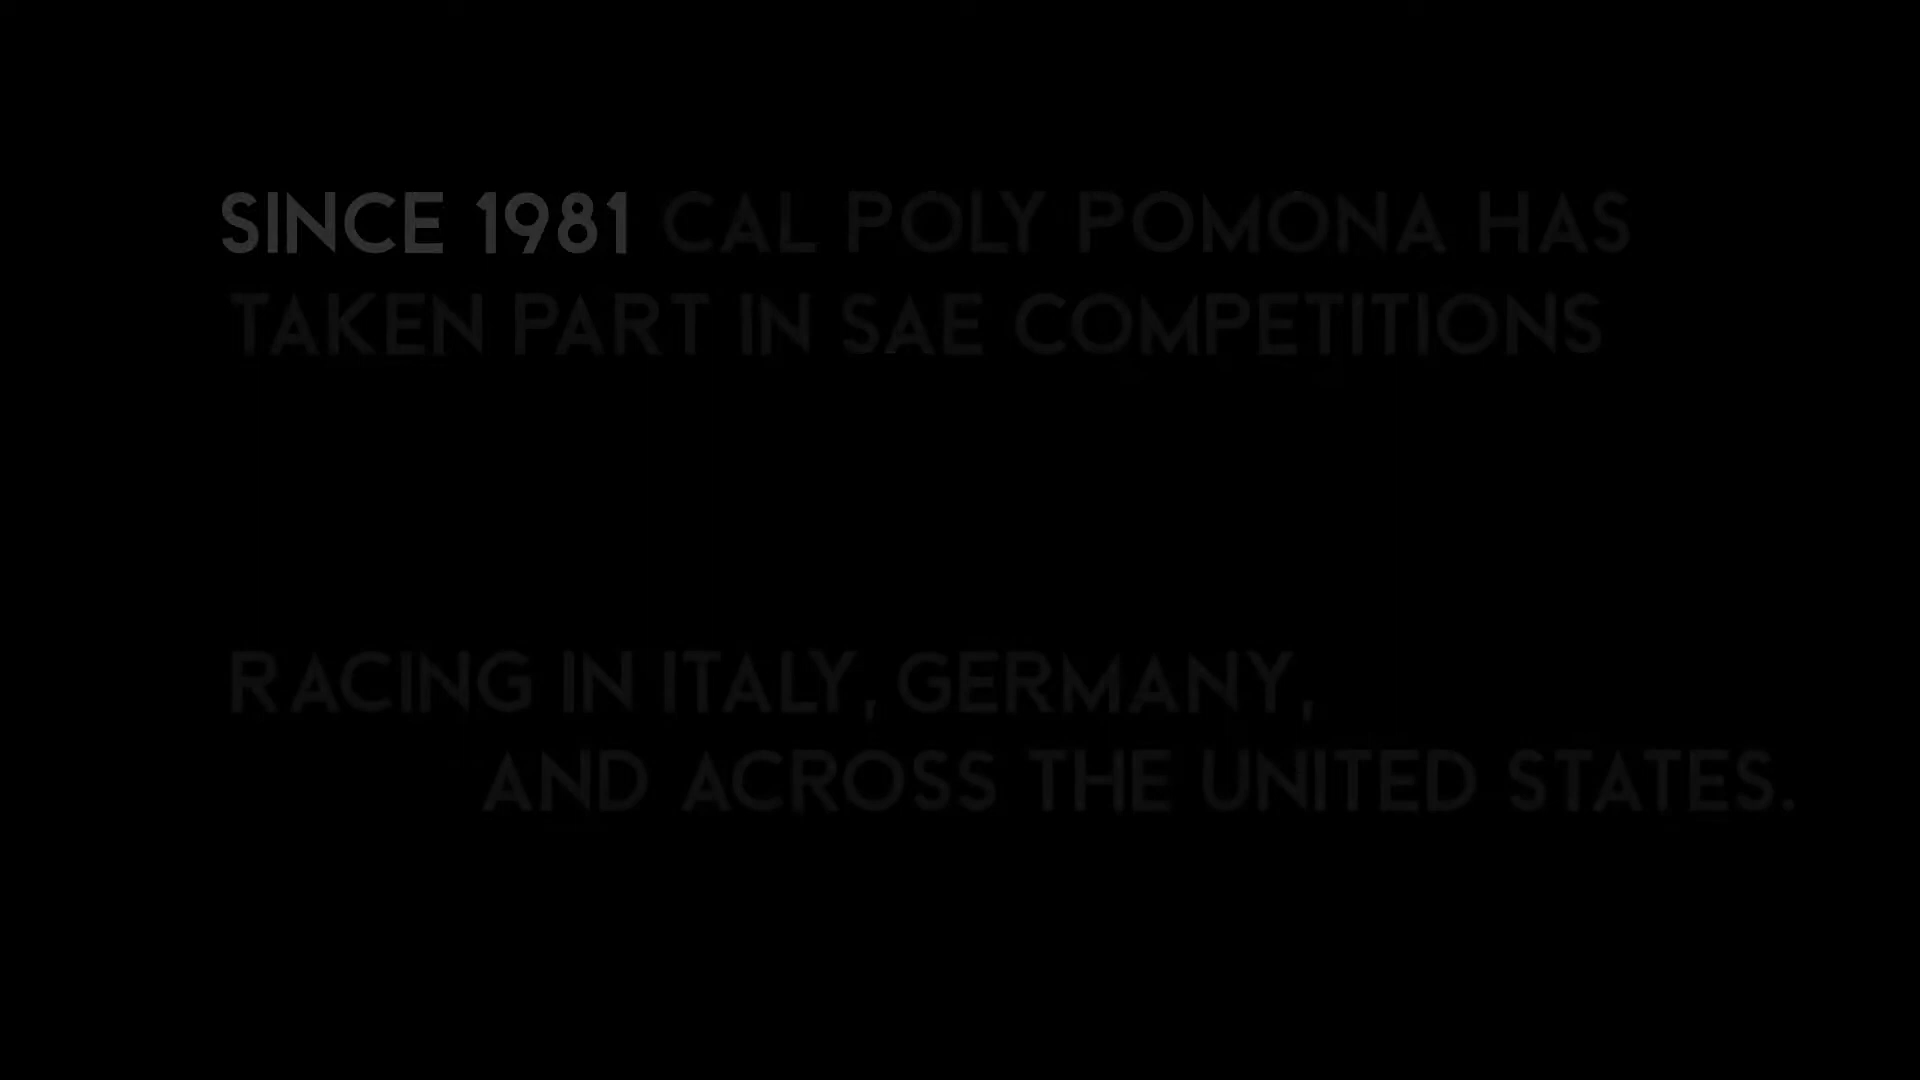 SINCE 1981 CAL POLY POMONA HAS
TAKEN PART IN SAE COMPETITIONS
RACING IN ITALY, GERMANY,
AND ACROSS THE UNITED STATES.